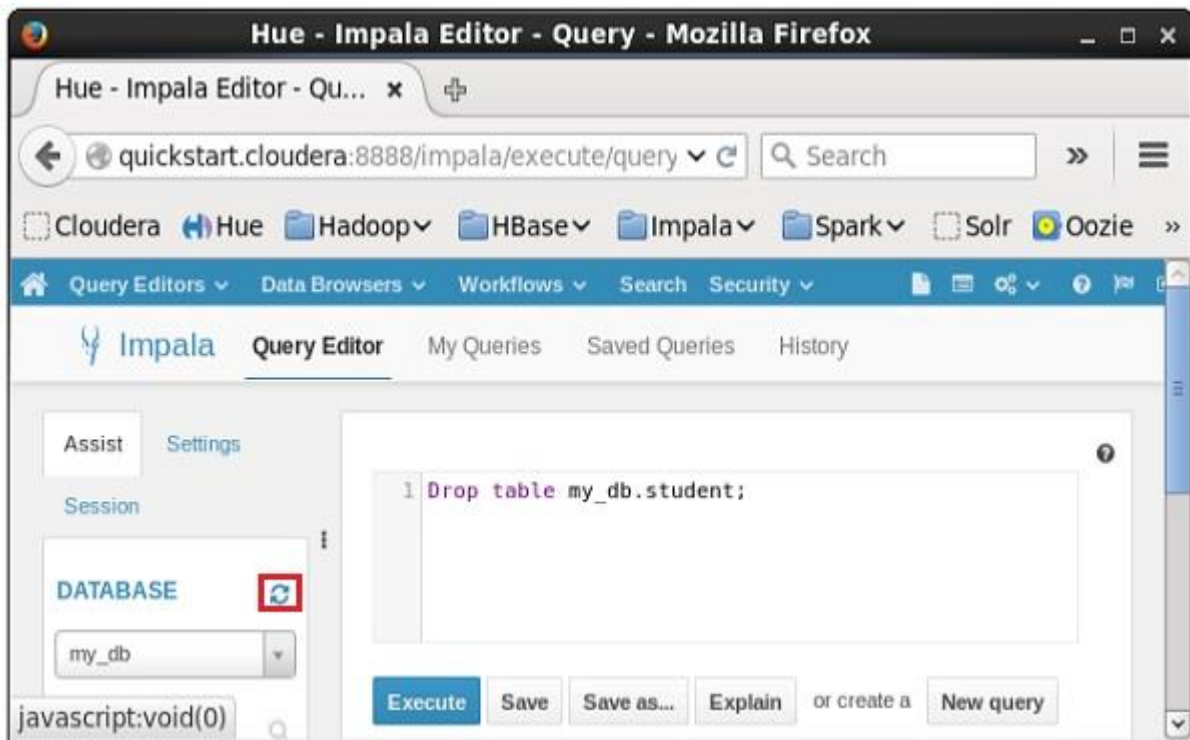 Hue - Impala Editor - Query - Mozilla Firefox
Hue - Impala Editor - Qu...
quickstart.cloudera:8888/impala/execute/query
Search
Cloudera Hue Hadoop HBase Impala Spark Solr Oozie »
Query Editors Data Browsers Workflows Search Security
Impala Query Editor My Queries Saved Queries History
Assist Settings
Session
1 Drop table my_db.student;
DATABASE
my_db
Execute Save Save as... Explain or create a New query
javascript:void(0)